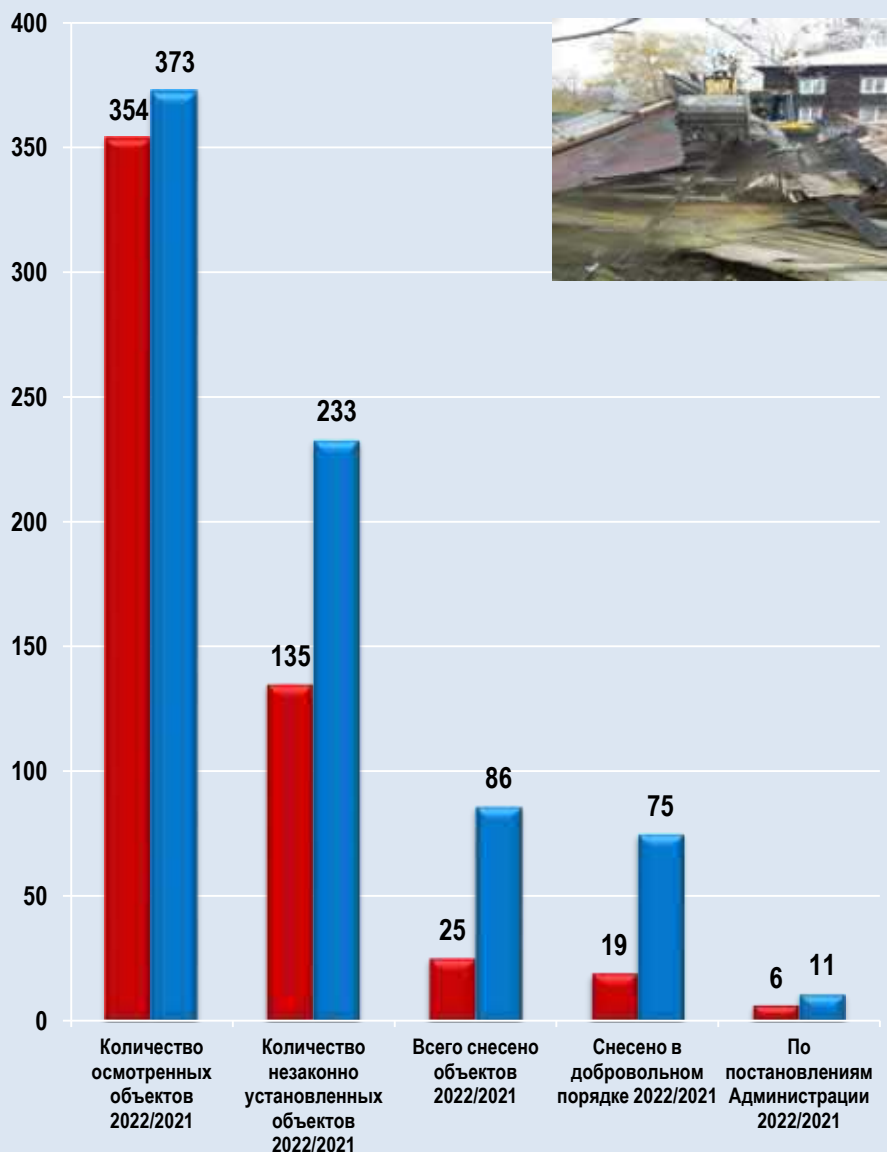 400
350
300
250
200
150
100
50
0
354
373
135
233
25
86
19
75
6
11
Количество
осмотренных
объектов
2022/2021
Количество
незаконно
установленных
объектов
2022/2021
Всего снесено
объектов
2022/2021
Снесено в
добровольном
порядке 2022/2021
По
постановлениям
Администрации
2022/2021